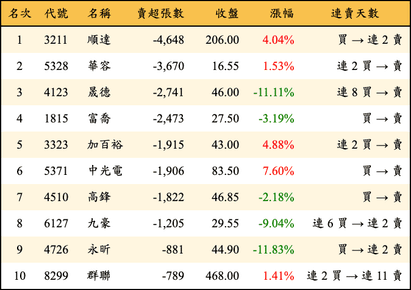 名次 代號 名稱 賣超張數 收盤 漲幅 連賣天數
1 3211 順達 -4,648 206.00 4.04% 買 → 連 2 賣
2 5328 華容 -3,670 16.55 1.53% 連 2 買 → 賣
3 4123 晟德 -2,741 46.00 -11.11% 連 8 買 → 賣
4 1815 富喬 -2,473 27.50 -3.19% 買 → 賣
5 3323 加百裕 -1,915 43.00 4.88% 連 2 買 → 賣
6 5371 中光電 -1,906 83.50 7.60% 買 → 賣
7 4510 高鋒 -1,822 46.85 -2.18% 買 → 賣
8 6127 九豪 -1,205 29.55 -9.04% 連 6 買 → 連 2 賣
9 4726 永昕 -881 44.90 -11.83% 買 → 連 2 賣
10 8299 群聯 -789 468.00 1.41% 連 2 買 → 連 11 賣